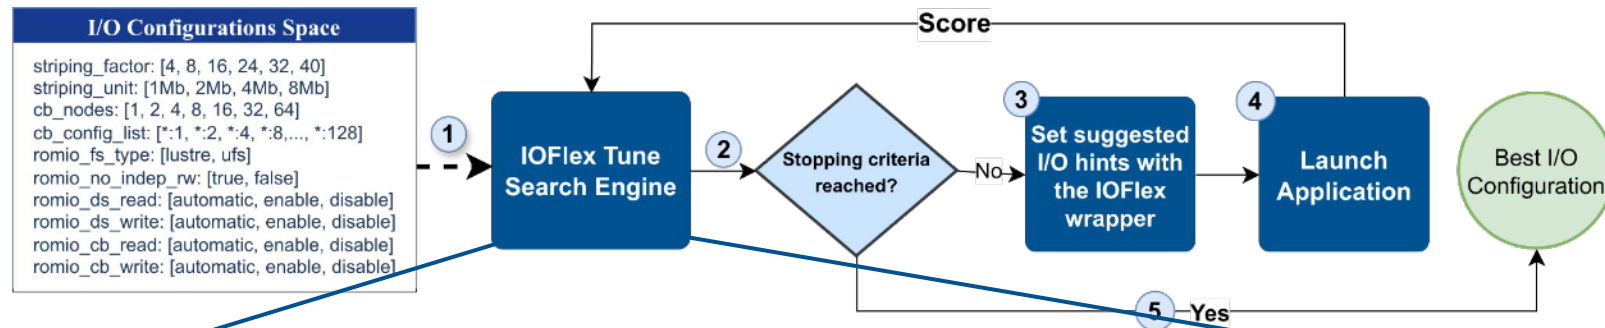 I/O Configurations Space
striping_factor: [4, 8, 16, 24, 32, 40]
striping_unit: [1Mb, 2Mb, 4Mb, 8Mb]
cb_nodes: [1, 2, 4, 8, 16, 32, 64]
cb_config_list: [*:1, *:2, *:4, *:8,..., *:128]
romio_fs_type: [lustre, ufs]
romio_no_indep_rw: [true, false]
romio_ds_read: [automatic, enable, disable]
romio_ds_write: [automatic, enable, disable]
romio_cb_read: [automatic, enable, disable]
romio_cb_write: [automatic, enable, disable]
1
IOFlex Tune
Search Engine
Score
2
Stopping criteria
reached?
No
3
Set suggested
I/O hints with
the IOFlex
wrapper
4
Launch
Application
5
Yes
Best I/O
Configuration